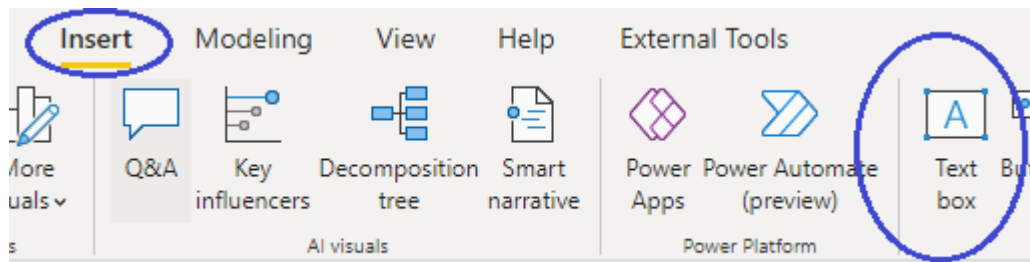 Insert Modeling View Help External Tools
Q&A Key influencers Decomposition tree Smart narrative Power Apps Power Automate (preview) A Text box
AI visuals Power Platform